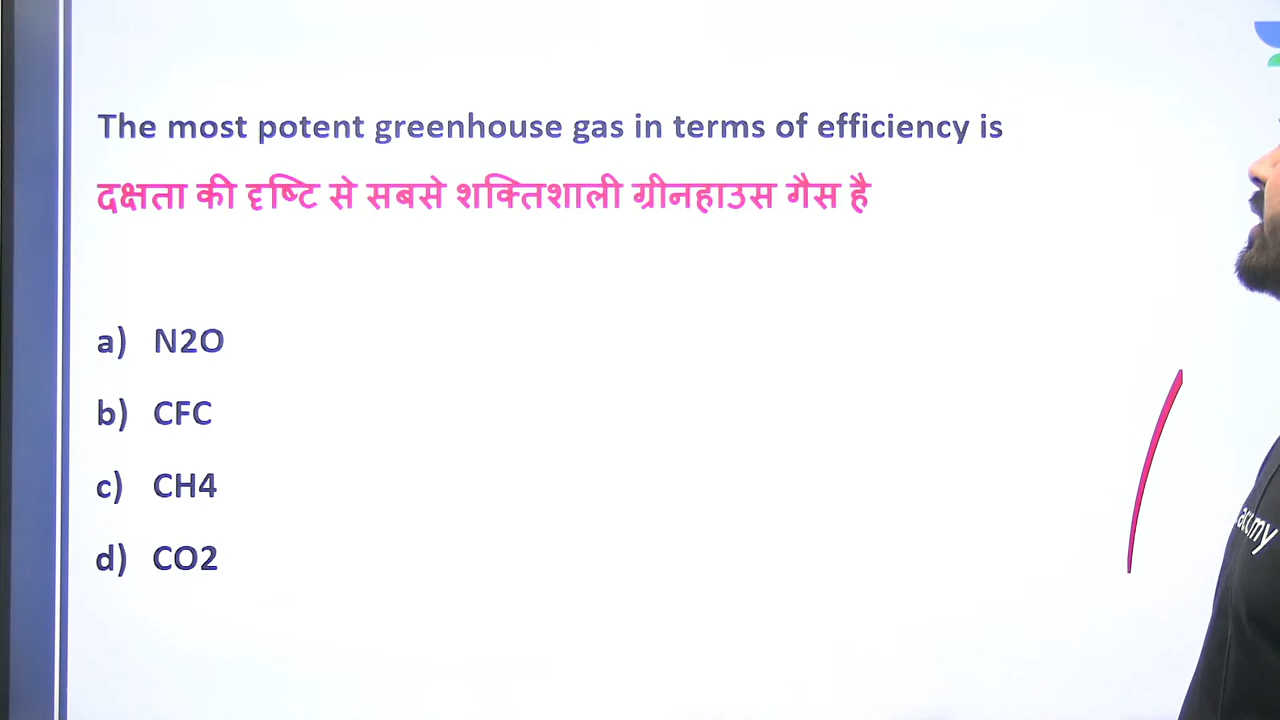 The most potent greenhouse gas in terms of efficiency is
दक्षता की दृष्टि से सबसे शक्तिशाली ग्रीनहाउस गैस है
a) N2O
b) CFC
c) CH4
d) CO2